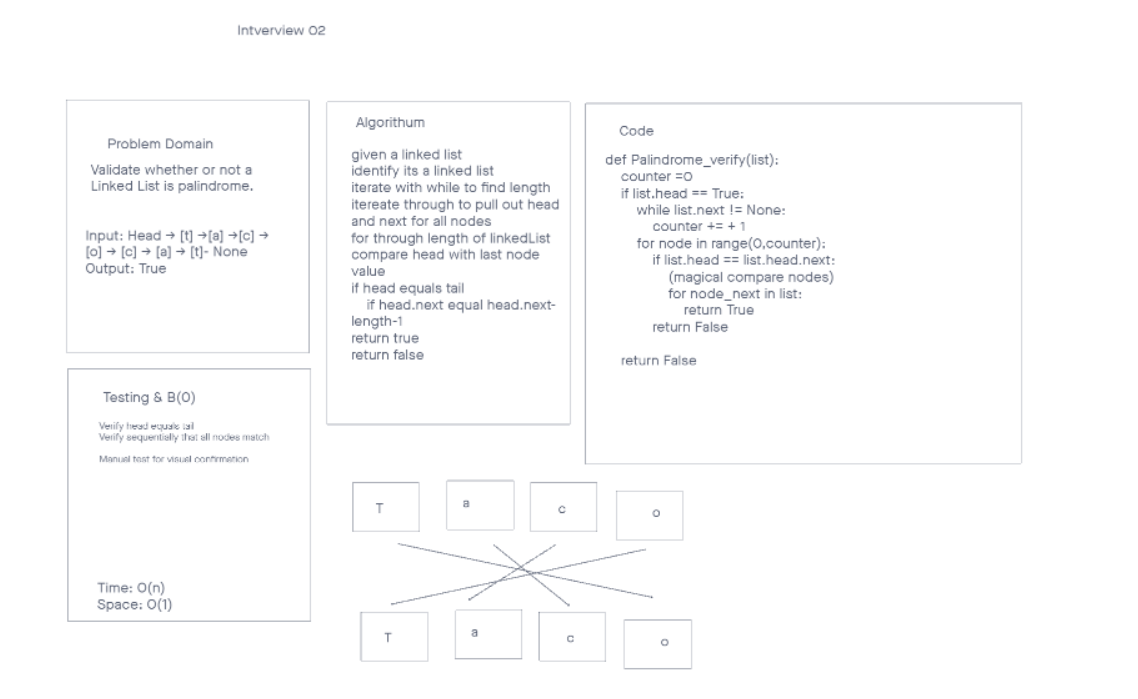 Intverview 02
Problem Domain
Validate whether or not a
Linked List is palindrome.
Input: Head → [t] →[a] →[c] →
[o] → [c] → [a] → [t]- None
Output: True
Algorithum
given a linked list
identify its a linked list
iterate with while to find length
itereate through to pull out head
and next for all nodes
for through length of linkedList
compare head with last node
value
if head equals tail
if head.next equal head.next-
length-1
return true
return false
Code
def Palindrome_verify(list):
counter =0
if list.head == True:
while list.next != None:
counter += + 1
for node in range(0,counter):
if list.head == list.head.next:
(magical compare nodes)
for node_next in list:
return True
return False
return False
Testing & B(O)
Verify head equals tail
Verify sequentially that all nodes match
Manual test for visual confirmation
Time: O(n)
Space: O(1)
T a c o
T a c o